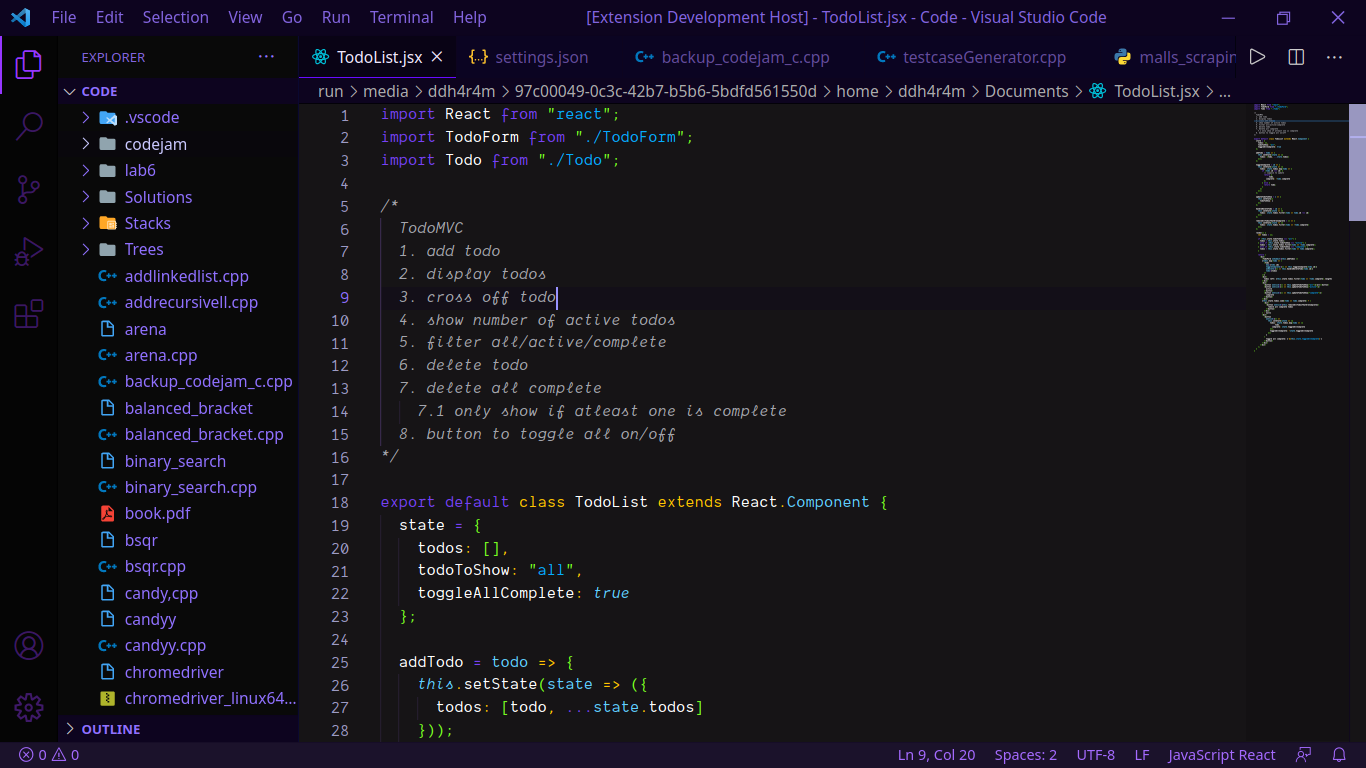 File Edit Selection View Go Run Terminal Help [Extension Development Host] - TodoList.jsx - Code - Visual Studio Code
EXPLORER
TodoList.jsx settings.json backup_codejam_c.cpp testcaseGenerator.cpp malls_scrapin
CODE
run > media > ddh4r4m > 97c00049-0c3c-42b7-b5b6-5bdfd561550d > home > ddh4r4m > Documents > TodoList.jsx > ...
.vscode
codejam
lab6
Solutions
Stacks
Trees
addlinkedlist.cpp
addrecursivell.cpp
arena
arena.cpp
backup_codejam_c.cpp
balanced_bracket
balanced_bracket.cpp
binary_search
binary_search.cpp
book.pdf
bsqr
bsqr.cpp
candy,cpp
candyy
candyy.cpp
chromedriver
chromedriver_linux64...
OUTLINE
1 import React from "react";
2 import TodoForm from "./TodoForm";
3 import Todo from "./Todo";
4
5 /*
6 TodoMVC
7 1. add todo
8 2. display todos
9 3. cross off todo
10 4. show number of active todos
11 5. filter all/active/complete
12 6. delete todo
13 7. delete all complete
14 7.1 only show if atleast one is complete
15 8. button to toggle all on/off
16 */
17
18 export default class TodoList extends React.Component {
19 state = {
20 todos: [],
21 todoToShow: "all",
22 toggleAllComplete: true
23 };
24
25 addTodo = todo => {
26 this.setState(state => ({
27 todos: [todo, ...state.todos]
28 }));
0 0 Ln 9, Col 20 Spaces: 2 UTF-8 LF JavaScript React